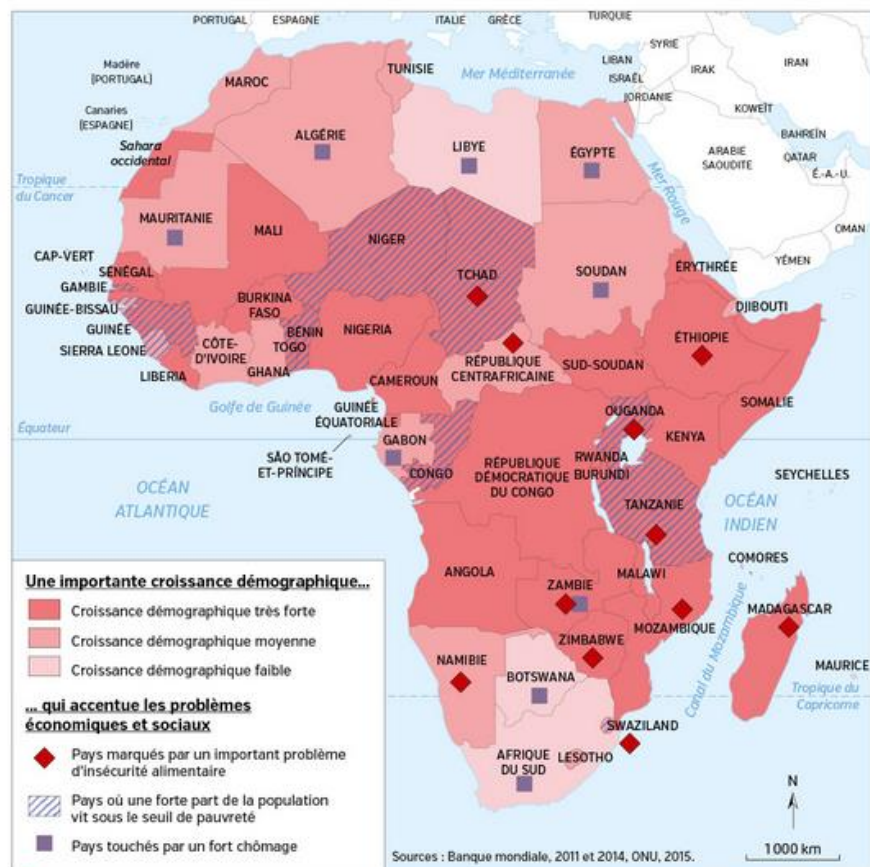 PORTUGAL
ESPAGNE
ITALIE
GRÈCE
TURQUIE
SYRIE
LIBAN
ISRAËL
JORDANIE
IRAK
IRAN
KOWEÏT
BAHREÏN
QATAR
É.-A.-U.
ARABIE
SAOUDITE
OMAN
YÉMEN
Mer Méditerranée
Mer Rouge
Madère
(PORTUGAL)
Canaries
(ESPAGNE)
MAROC
TUNISIE
ALGÉRIE
LIBYE
ÉGYPTE
Sahara
occidental
Tropique
du Cancer
MAURITANIE
MALI
NIGER
TCHAD
SOUDAN
ÉRYTHRÉE
DJIBOUTI
CAP-VERT
SÉNÉGAL
GAMBIE
GUINÉE-BISSAU
GUINÉE
SIERRA LEONE
LIBERIA
CÔTE-
D'IVOIRE
BURKINA
FASO
GHANA
BÉNIN
TOGO
NIGERIA
CAMEROUN
RÉPUBLIQUE
CENTRAFRICAINE
SUD-SOUDAN
ÉTHIOPIE
SOMALIE
Golfe de Guinée
GUINÉE
ÉQUATORIALE
Équateur
SÃO TOMÉ-
ET-PRÍNCIPE
GABON
CONGO
RÉPUBLIQUE
DÉMOCRATIQUE
DU CONGO
OUGANDA
KENYA
RWANDA
BURUNDI
TANZANIE
SEYCHELLES
OCÉAN
ATLANTIQUE
OCÉAN
INDIEN
COMORES
ANGOLA
ZAMBIE
MALAWI
MOZAMBIQUE
Canal du Mozambique
MADAGASCAR
ZIMBABWE
NAMIBIE
BOTSWANA
MAURICE
Tropique du
Capricorne
SWAZILAND
LESOTHO
AFRIQUE
DU SUD
Une importante croissance démographique...
Croissance démographique très forte
Croissance démographique moyenne
Croissance démographique faible
... qui accentue les problèmes
économiques et sociaux
Pays marqués par un important problème
d'insécurité alimentaire
Pays où une forte part de la population
vit sous le seuil de pauvreté
Pays touchés par un fort chômage
Sources : Banque mondiale, 2011 et 2014, ONU, 2015.
N
1000 km